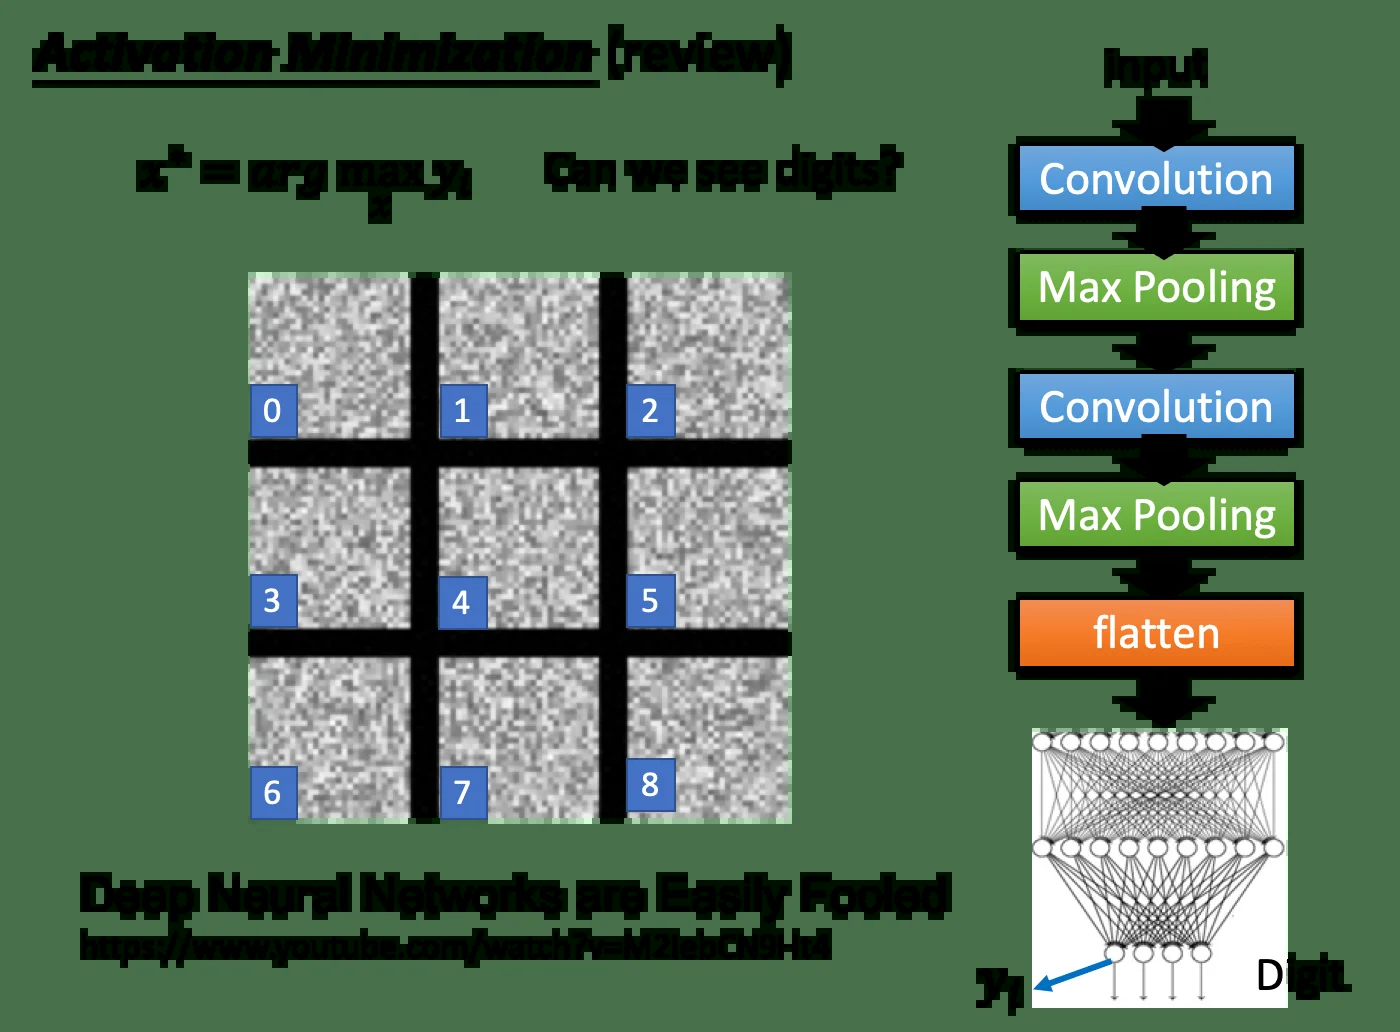 Activation Minimization (review)
x* = arg max y_i
x
Can we see digits?
0
1
2
3
4
5
6
7
8
Deep Neural Networks are Easily Fooled
https://www.youtube.com/watch?v=M2IebCN9Ht4
Input
Convolution
Max Pooling
Convolution
Max Pooling
flatten
y_i
Digit